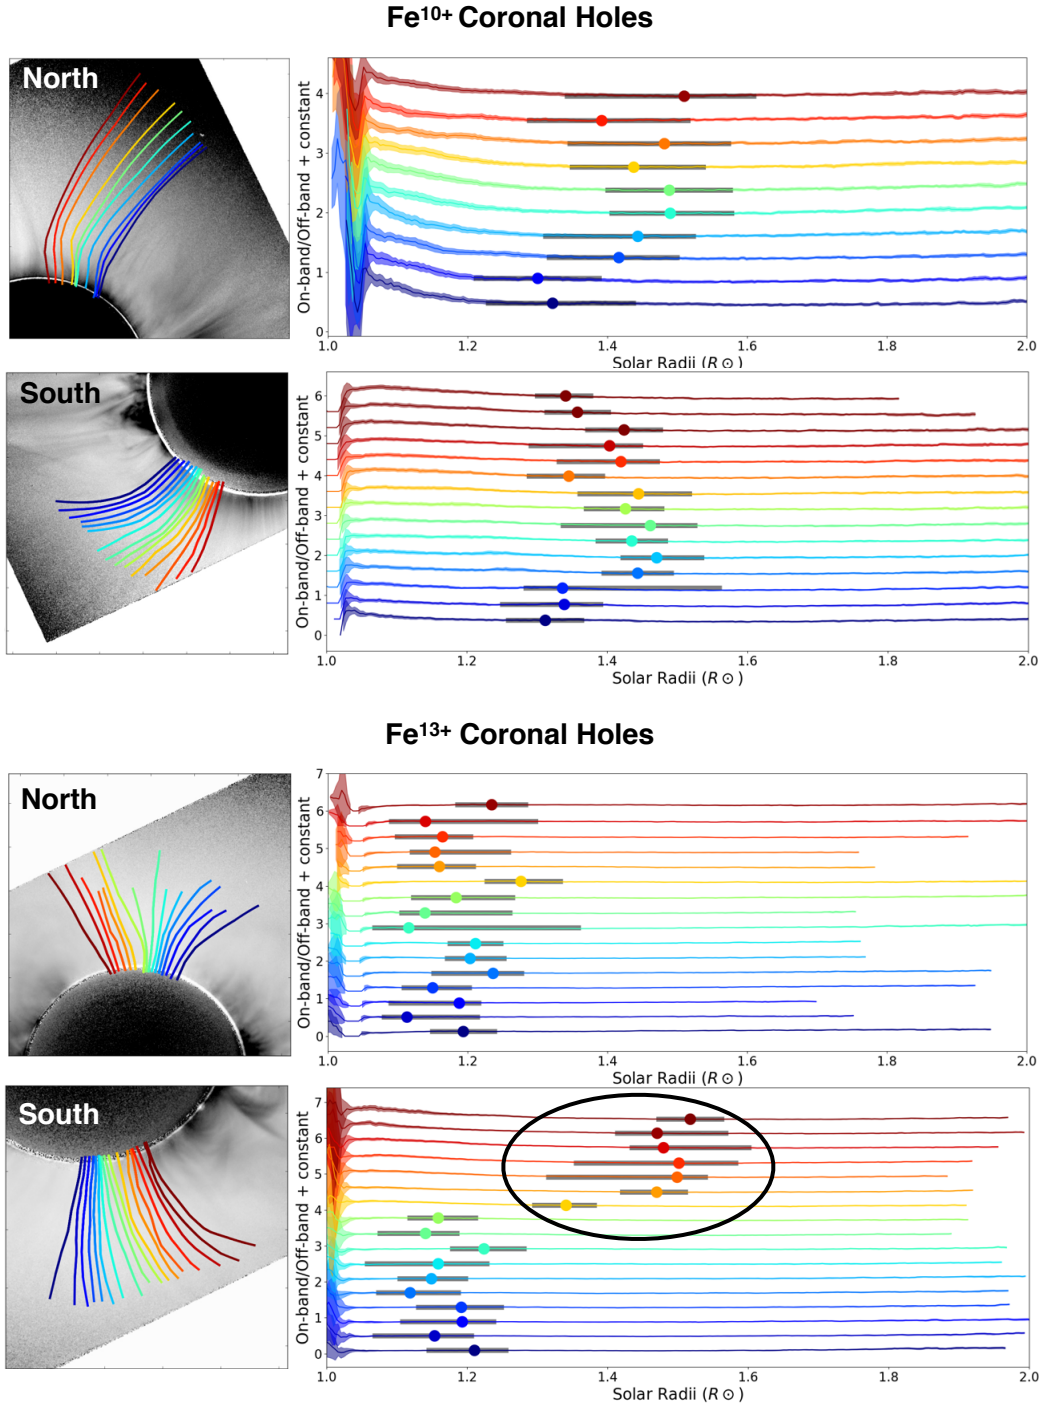 Fe10+ Coronal Holes
North
On-band/Off-band + constant
4
3
2
1
0
1.0 1.2 1.4 1.6 1.8 2.0
Solar Radii (R⊙)
South
On-band/Off-band + constant
6
5
4
3
2
1
0
1.0 1.2 1.4 1.6 1.8 2.0
Solar Radii (R⊙)
Fe13+ Coronal Holes
North
On-band/Off-band + constant
7
6
5
4
3
2
1
0
1.0 1.2 1.4 1.6 1.8 2.0
Solar Radii (R⊙)
South
On-band/Off-band + constant
7
6
5
4
3
2
1
0
1.0 1.2 1.4 1.6 1.8 2.0
Solar Radii (R⊙)